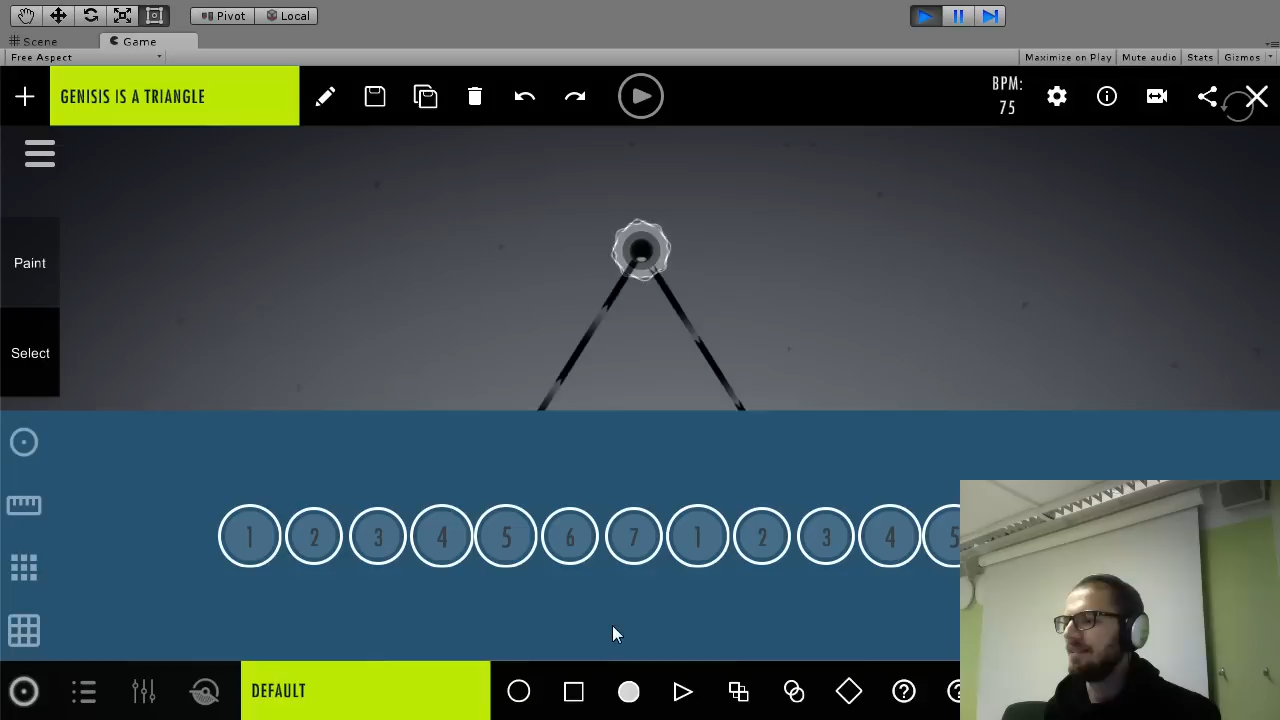 Pivot Local
Scene Game
Free Aspect Maximize on Play Mute audio Stats Gizmos
GENISIS IS A TRIANGLE
BPM:
75
Paint
Select
1 2 3 4 5 6 7 1 2 3 4 5
DEFAULT